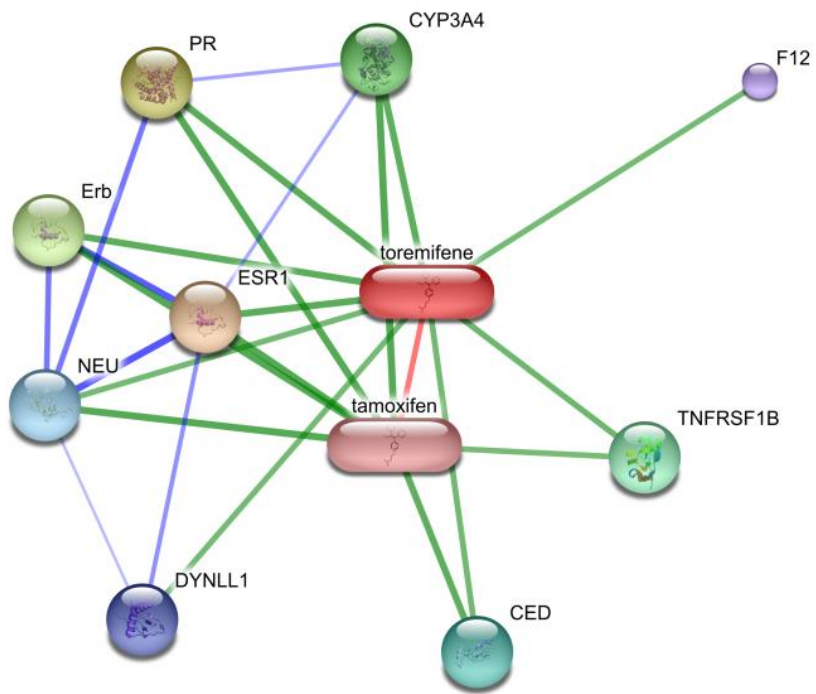 CYP3A4
PR
F12
Erb
toremifene
ESR1
NEU
tamoxifen
TNFRSF1B
DYNLL1
CED